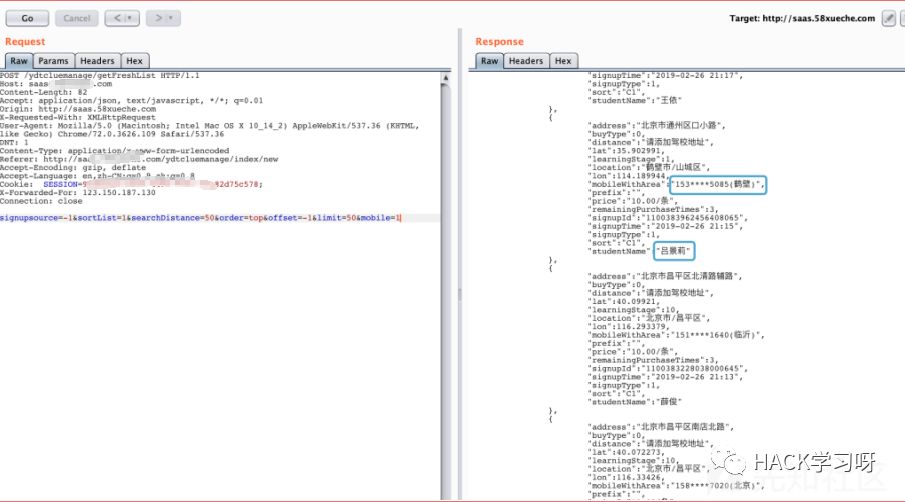 Go
Cancel
<
>
Target: http://saas.58xueche.com
Request
Raw Params Headers Hex
POST /ydtcluemanage/getFreshList HTTP/1.1
Host: saas .com
Content-Length: 82
Accept: application/json, text/javascript, */*; q=0.01
Origin: http://saas.58xueche.com
X-Requested-With: XMLHttpRequest
User-Agent: Mozilla/5.0 (Macintosh; Intel Mac OS X 10_14_2) AppleWebKit/537.36 (KHTML,
like Gecko) Chrome/72.0.3626.109 Safari/537.36
DNT: 1
Content-Type: application/x-www-form-urlencoded
Referer: http://sa .com/ydtcluemanage/index/new
Accept-Encoding: gzip, deflate
Accept-Language: en,zh-CN;q=0.9,zh;q=0.8
Cookie: SESSION=9 82d75c578;
X-Forwarded-For: 123.150.187.130
Connection: close
signupsource=-1&sortList=1&searchDistance=50&order=top&offset=-1&limit=50&mobile=1
Response
Raw Headers Hex
"signupTime":"2019-02-26 21:17",
"signupType":1,
"sort":"C1",
"studentName":"王依"
},
{
"address":"北京市通州区口小路",
"buyType":0,
"distance":"请添加驾校地址",
"lat":35.902991,
"learningStage":1,
"location":"鹤壁市/山城区",
"lon":114.189944,
"mobileWithArea":"153****5085(鹤壁)",
"prefix":"",
"price":"10.00/条",
"remainingPurchaseTimes":3,
"signupId":"1100383962456408065",
"signupTime":"2019-02-26 21:15",
"signupType":1,
"sort":"C1",
"studentName":"吕景莉"
},
{
"address":"北京市昌平区北清路辅路",
"buyType":0,
"distance":"请添加驾校地址",
"lat":40.09921,
"learningStage":10,
"location":"北京市/昌平区",
"lon":116.293379,
"mobileWithArea":"151****1640(临沂)",
"prefix":"",
"price":"10.00/条",
"remainingPurchaseTimes":3,
"signupId":"1100383228038000645",
"signupTime":"2019-02-26 21:13",
"signupType":1,
"sort":"C1",
"studentName":"薛俊"
},
{
"address":"北京市昌平区南店北路",
"buyType":0,
"distance":"请添加驾校地址",
"lat":40.072273,
"learningStage":10,
"location":"北京市/昌平区",
"lon":116.33426,
"mobileWithArea":"158****7020(北京)",
"prefix":"",
HACK学习呀
先知社区